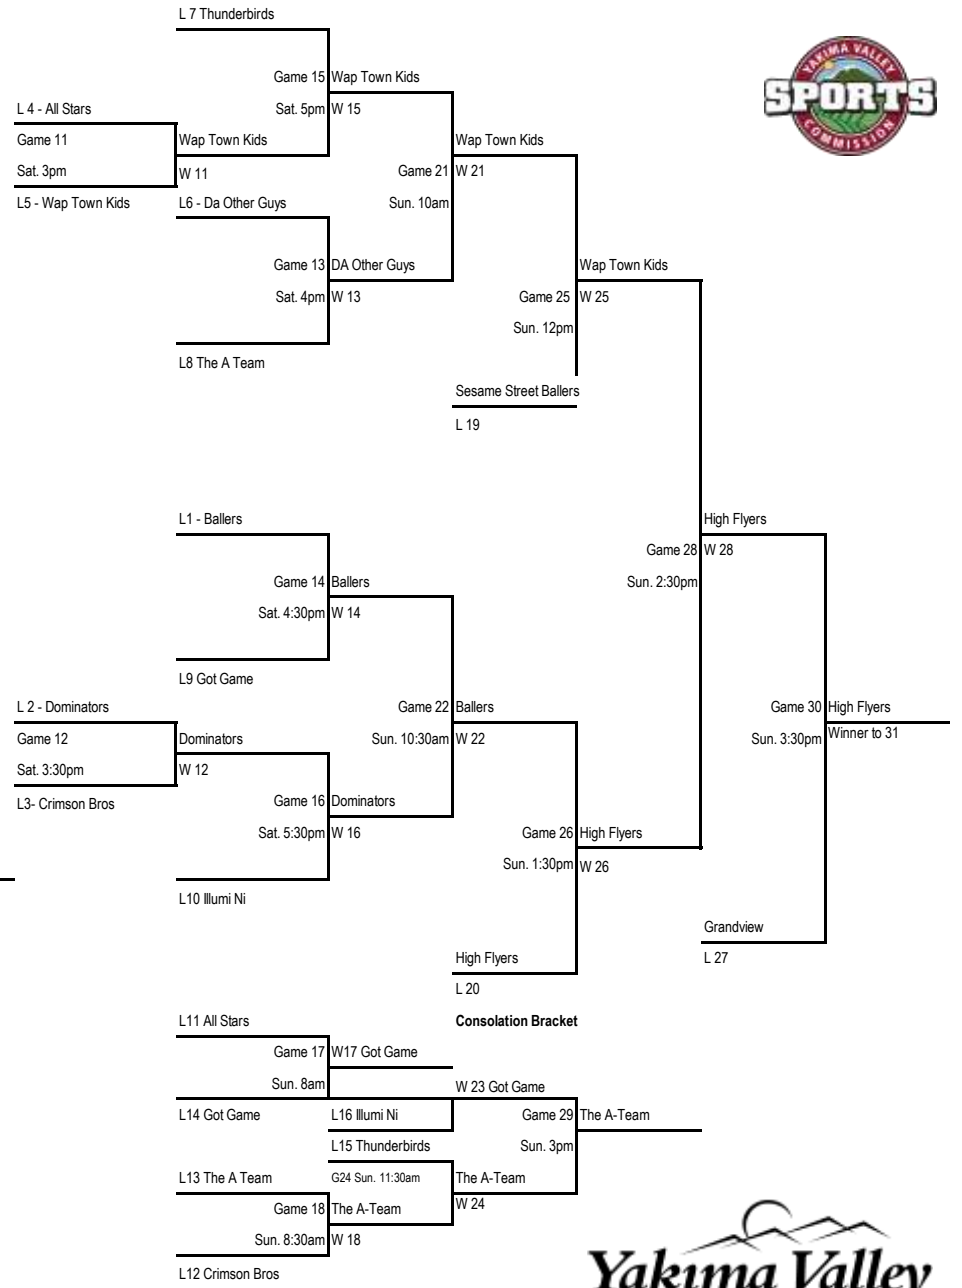 L 7 Thunderbirds
Game 15 Wap Town Kids
Sat. 5pm W 15
YAKIMA VALLEY
SPORTS
COMMISSION
L 4 - All Stars
Game 11
Wap Town Kids
Wap Town Kids
Sat. 3pm
W 11
Game 21 W 21
L5 - Wap Town Kids
L6 - Da Other Guys
Sun. 10am
Game 13 DA Other Guys
Wap Town Kids
Sat. 4pm W 13
Game 25 W 25
Sun. 12pm
L8 The A Team
Sesame Street Ballers
L 19
L1 - Ballers
High Flyers
Game 28 W 28
Game 14 Ballers
Sun. 2:30pm
Sat. 4:30pm W 14
L9 Got Game
L 2 - Dominators
Game 22 Ballers
Game 30 High Flyers
Game 12
Dominators
Sun. 10:30am W 22
Sun. 3:30pm Winner to 31
Sat. 3:30pm
W 12
L3- Crimson Bros
Game 16 Dominators
Sat. 5:30pm W 16
Game 26 High Flyers
Sun. 1:30pm W 26
L10 Illumi Ni
Grandview
High Flyers
L 27
L 20
L11 All Stars
Consolation Bracket
Game 17 W17 Got Game
Sun. 8am
W 23 Got Game
L14 Got Game
L16 Illumi Ni
Game 29 The A-Team
L15 Thunderbirds
Sun. 3pm
L13 The A Team
G24 Sun. 11:30am
The A-Team
Game 18 The A-Team
W 24
Sun. 8:30am W 18
L12 Crimson Bros
Yakima Valley